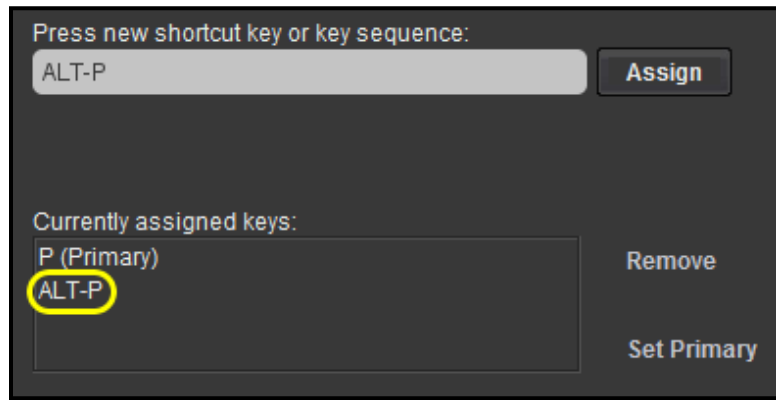 Press new shortcut key or key sequence:
ALT-P
Assign
Currently assigned keys:
P (Primary)
ALT-P
Remove
Set Primary